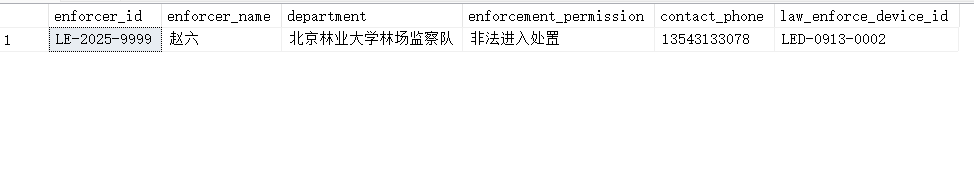 enforcer_id enforcer_name department enforcement_permission contact_phone law_enforce_device_id
1 LE-2025-9999 赵六 北京林业大学林场监察队 非法进入处置 13543133078 LED-0913-0002